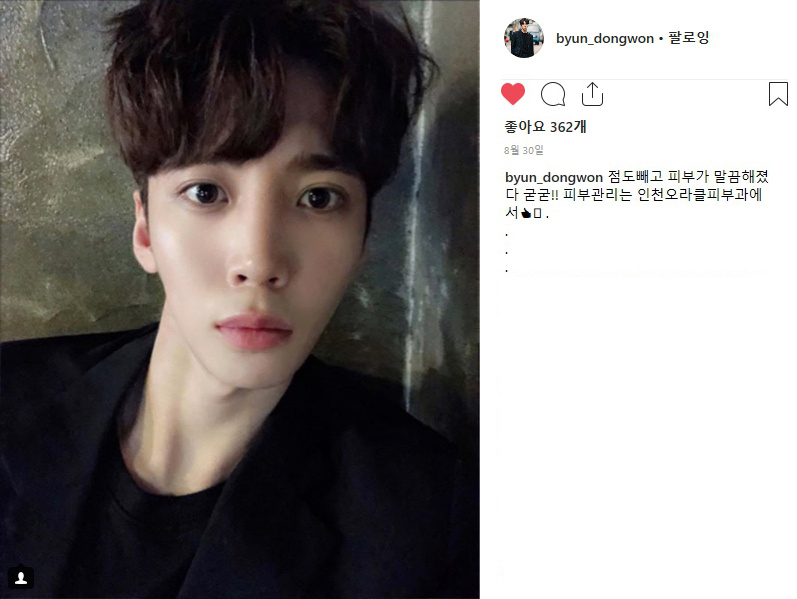 byun_dongwon • 팔로잉
좋아요 362개
8월 30일
byun_dongwon 점도빼고 피부가 말끔해졌
다 굳굳!! 피부관리는 인천오라클피부과에
서👍 .
.
.
.